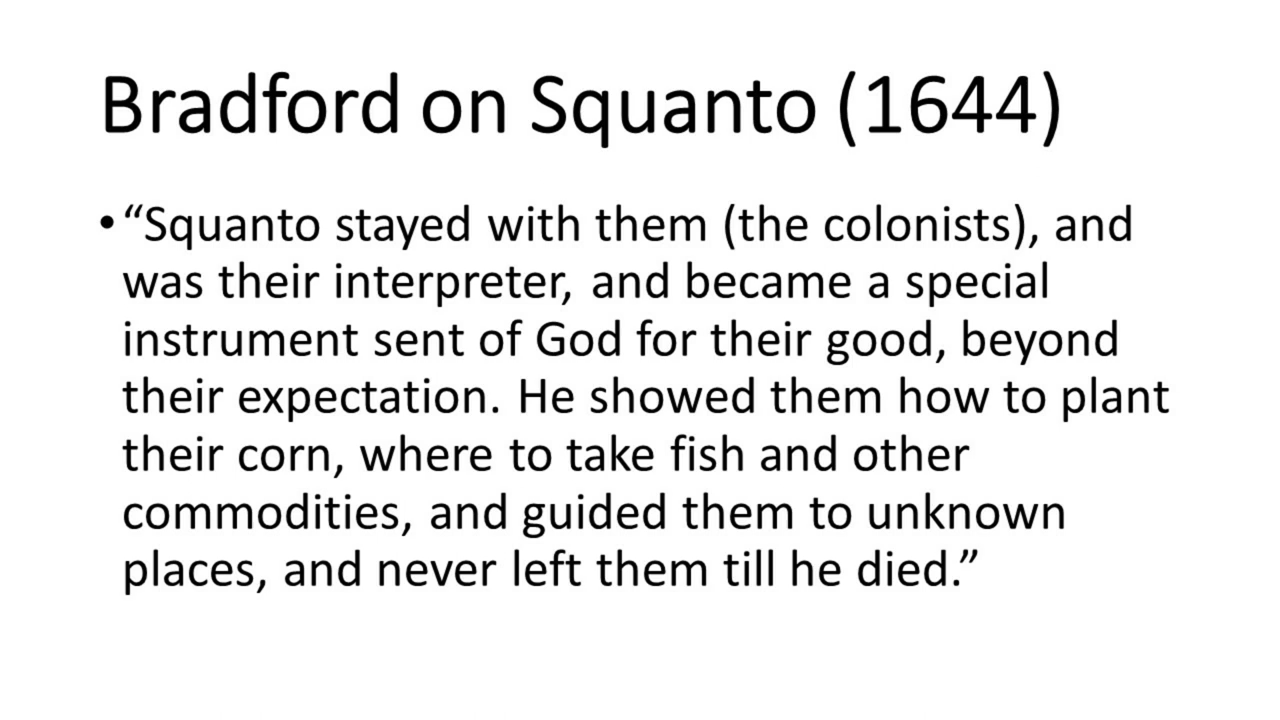 Bradford on Squanto (1644)
• “Squanto stayed with them (the colonists), and
was their interpreter, and became a special
instrument sent of God for their good, beyond
their expectation. He showed them how to plant
their corn, where to take fish and other
commodities, and guided them to unknown
places, and never left them till he died.”